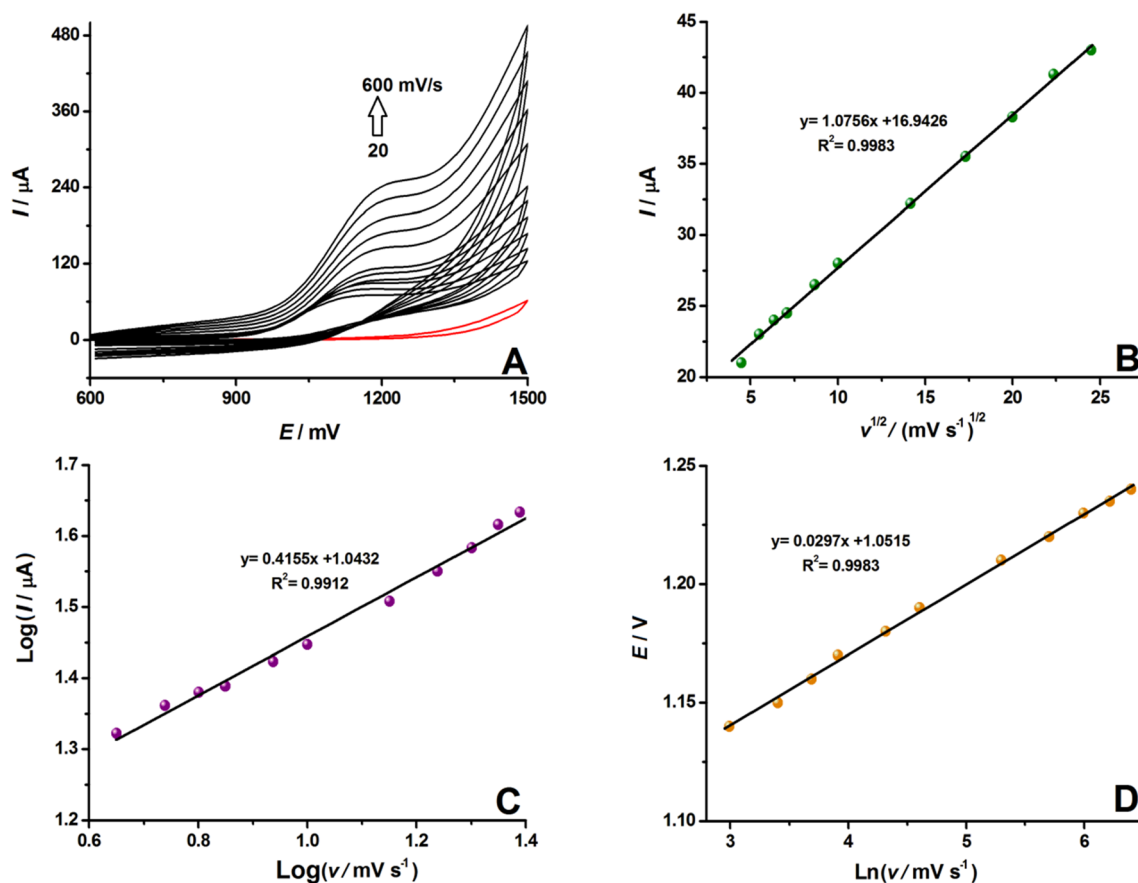 480
360
240
120
0
I / µA
600 mV/s
20
A
600
900
1200
1500
E / mV
45
40
35
30
25
20
I / µA
y= 1.0756x +16.9426
R²= 0.9983
B
5
10
15
20
25
v¹/² / (mV s⁻¹)¹/²
1.7
1.6
1.5
1.4
1.3
1.2
Log(I / µA)
y= 0.4155x +1.0432
R²= 0.9912
C
0.6
0.8
1.0
1.2
1.4
Log(v / mV s⁻¹)
1.25
1.20
1.15
1.10
E / V
y= 0.0297x +1.0515
R²= 0.9983
D
3
4
5
6
Ln(v / mV s⁻¹)